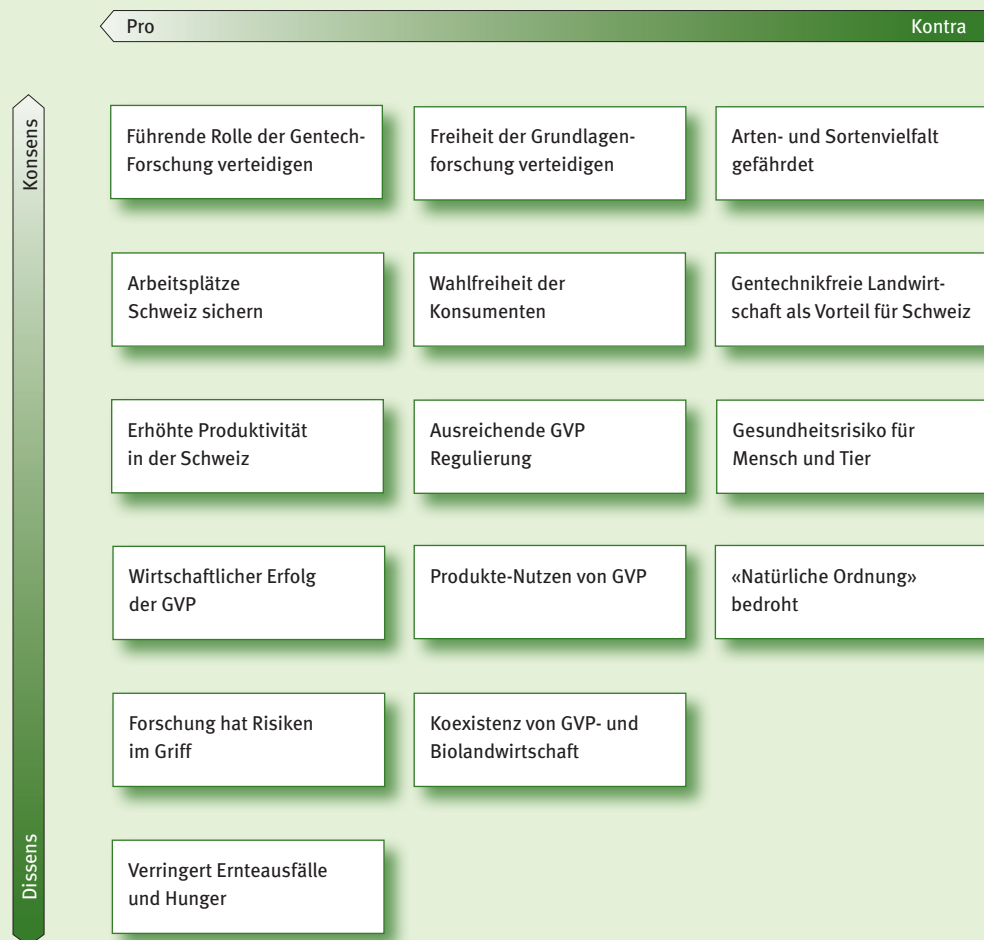 Pro
Kontra
Konsens
Führende Rolle der Gentech-
Forschung verteidigen
Freiheit der Grundlagen-
forschung verteidigen
Arten- und Sortenvielfalt
gefährdet
Arbeitsplätze
Schweiz sichern
Wahlfreiheit der
Konsumenten
Gentechnikfreie Landwirt-
schaft als Vorteil für Schweiz
Erhöhte Produktivität
in der Schweiz
Ausreichende GVP
Regulierung
Gesundheitsrisiko für
Mensch und Tier
Wirtschaftlicher Erfolg
der GVP
Produkte-Nutzen von GVP
«Natürliche Ordnung»
bedroht
Forschung hat Risiken
im Griff
Koexistenz von GVP- und
Biolandwirtschaft
Verringert Ernteausfälle
und Hunger
Dissens